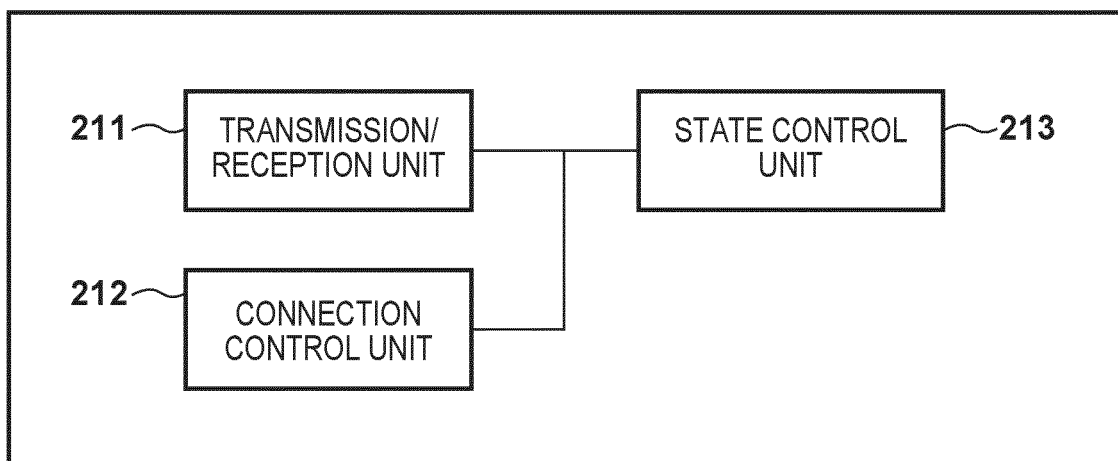 211
TRANSMISSION/
RECEPTION UNIT
STATE CONTROL
UNIT
213
212
CONNECTION
CONTROL UNIT